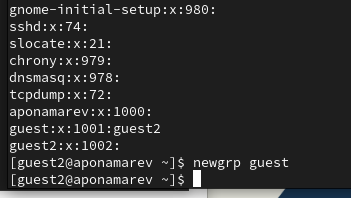 gnome-initial-setup:x:980:
sshd:x:74:
slocate:x:21:
chrony:x:979:
dnsmasq:x:978:
tcpdump:x:72:
aponamarev:x:1000:
guest:x:1001:guest2
guest2:x:1002:
[guest2@aponamarev ~]$ newgrp guest
[guest2@aponamarev ~]$